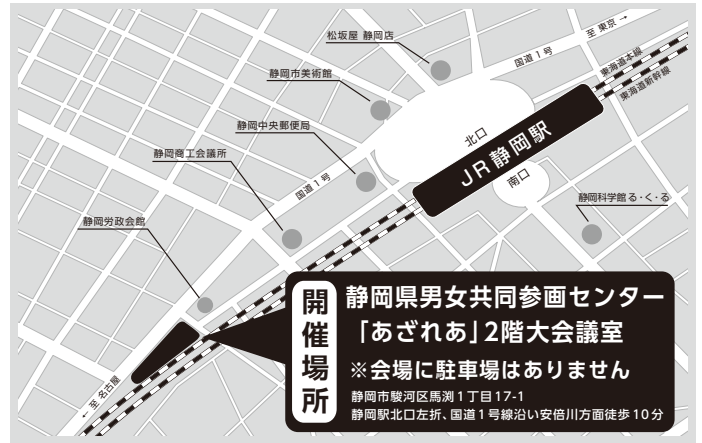 松坂屋 静岡店
至 東京 →
国道1号
東海道本線
東海道新幹線
静岡市美術館
静岡中央郵便局
北口
JR静岡駅
南口
静岡商工会議所
国道1号
静岡科学館る・く・る
静岡労政会館
← 至 名古屋
開催場所
静岡県男女共同参画センター
「あざれあ」2階大会議室
※会場に駐車場はありません
静岡市駿河区馬渕1丁目17-1
静岡駅北口左折、国道1号線沿い安倍川方面徒歩10分